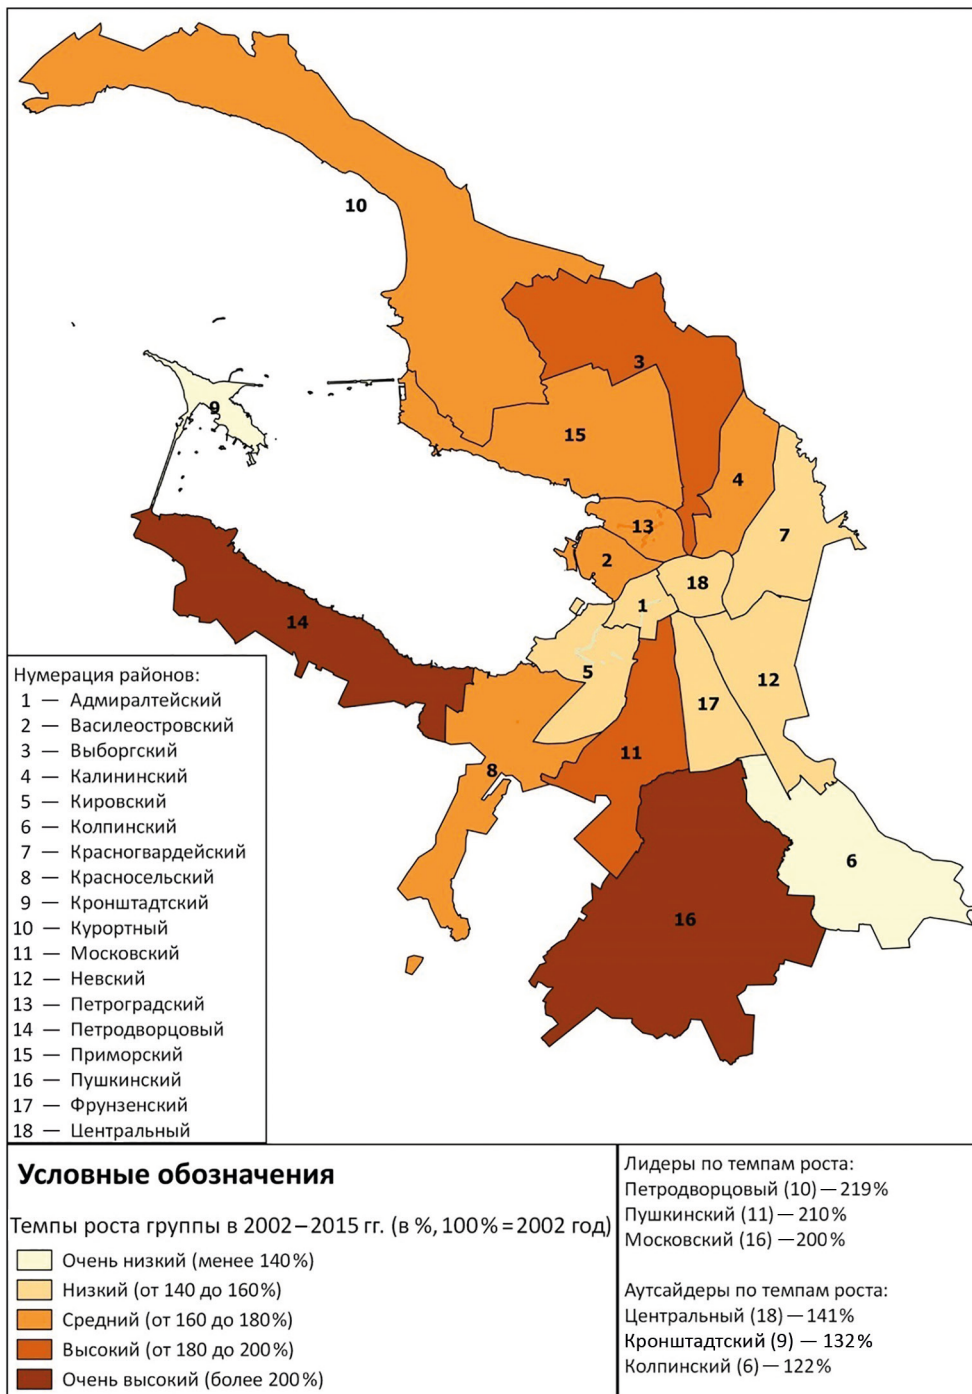 10
3
9
15
4
13
7
2
18
1
14
5
12
17
11
8
6
16
Нумерация районов:
1 — Адмиралтейский
2 — Василеостровский
3 — Выборгский
4 — Калининский
5 — Кировский
6 — Колпинский
7 — Красногвардейский
8 — Красносельский
9 — Кронштадтский
10 — Курортный
11 — Московский
12 — Невский
13 — Петроградский
14 — Петродворцовый
15 — Приморский
16 — Пушкинский
17 — Фрунзенский
18 — Центральный
Условные обозначения
Темпы роста группы в 2002–2015 гг. (в %, 100% = 2002 год)
Очень низкий (менее 140%)
Низкий (от 140 до 160%)
Средний (от 160 до 180%)
Высокий (от 180 до 200%)
Очень высокий (более 200%)
Лидеры по темпам роста:
Петродворцовый (10) — 219%
Пушкинский (11) — 210%
Московский (16) — 200%
Аутсайдеры по темпам роста:
Центральный (18) — 141%
Кронштадтский (9) — 132%
Колпинский (6) — 122%